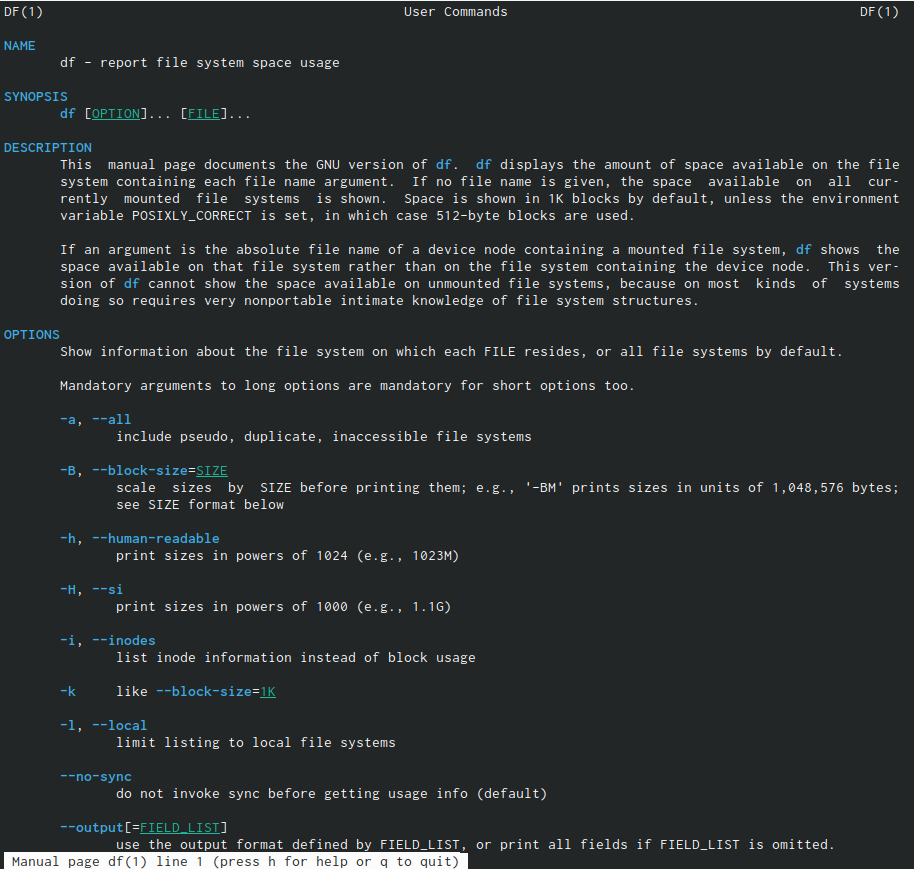 DF(1) User Commands DF(1)
NAME
df - report file system space usage
SYNOPSIS
df [OPTION]... [FILE]...
DESCRIPTION
This manual page documents the GNU version of df. df displays the amount of space available on the file
system containing each file name argument. If no file name is given, the space available on all cur-
rently mounted file systems is shown. Space is shown in 1K blocks by default, unless the environment
variable POSIXLY_CORRECT is set, in which case 512-byte blocks are used.
If an argument is the absolute file name of a device node containing a mounted file system, df shows the
space available on that file system rather than on the file system containing the device node. This ver-
sion of df cannot show the space available on unmounted file systems, because on most kinds of systems
doing so requires very nonportable intimate knowledge of file system structures.
OPTIONS
Show information about the file system on which each FILE resides, or all file systems by default.
Mandatory arguments to long options are mandatory for short options too.
-a, --all
include pseudo, duplicate, inaccessible file systems
-B, --block-size=SIZE
scale sizes by SIZE before printing them; e.g., '-BM' prints sizes in units of 1,048,576 bytes;
see SIZE format below
-h, --human-readable
print sizes in powers of 1024 (e.g., 1023M)
-H, --si
print sizes in powers of 1000 (e.g., 1.1G)
-i, --inodes
list inode information instead of block usage
-k like --block-size=1K
-l, --local
limit listing to local file systems
--no-sync
do not invoke sync before getting usage info (default)
--output[=FIELD_LIST]
use the output format defined by FIELD_LIST, or print all fields if FIELD_LIST is omitted.
Manual page df(1) line 1 (press h for help or q to quit)